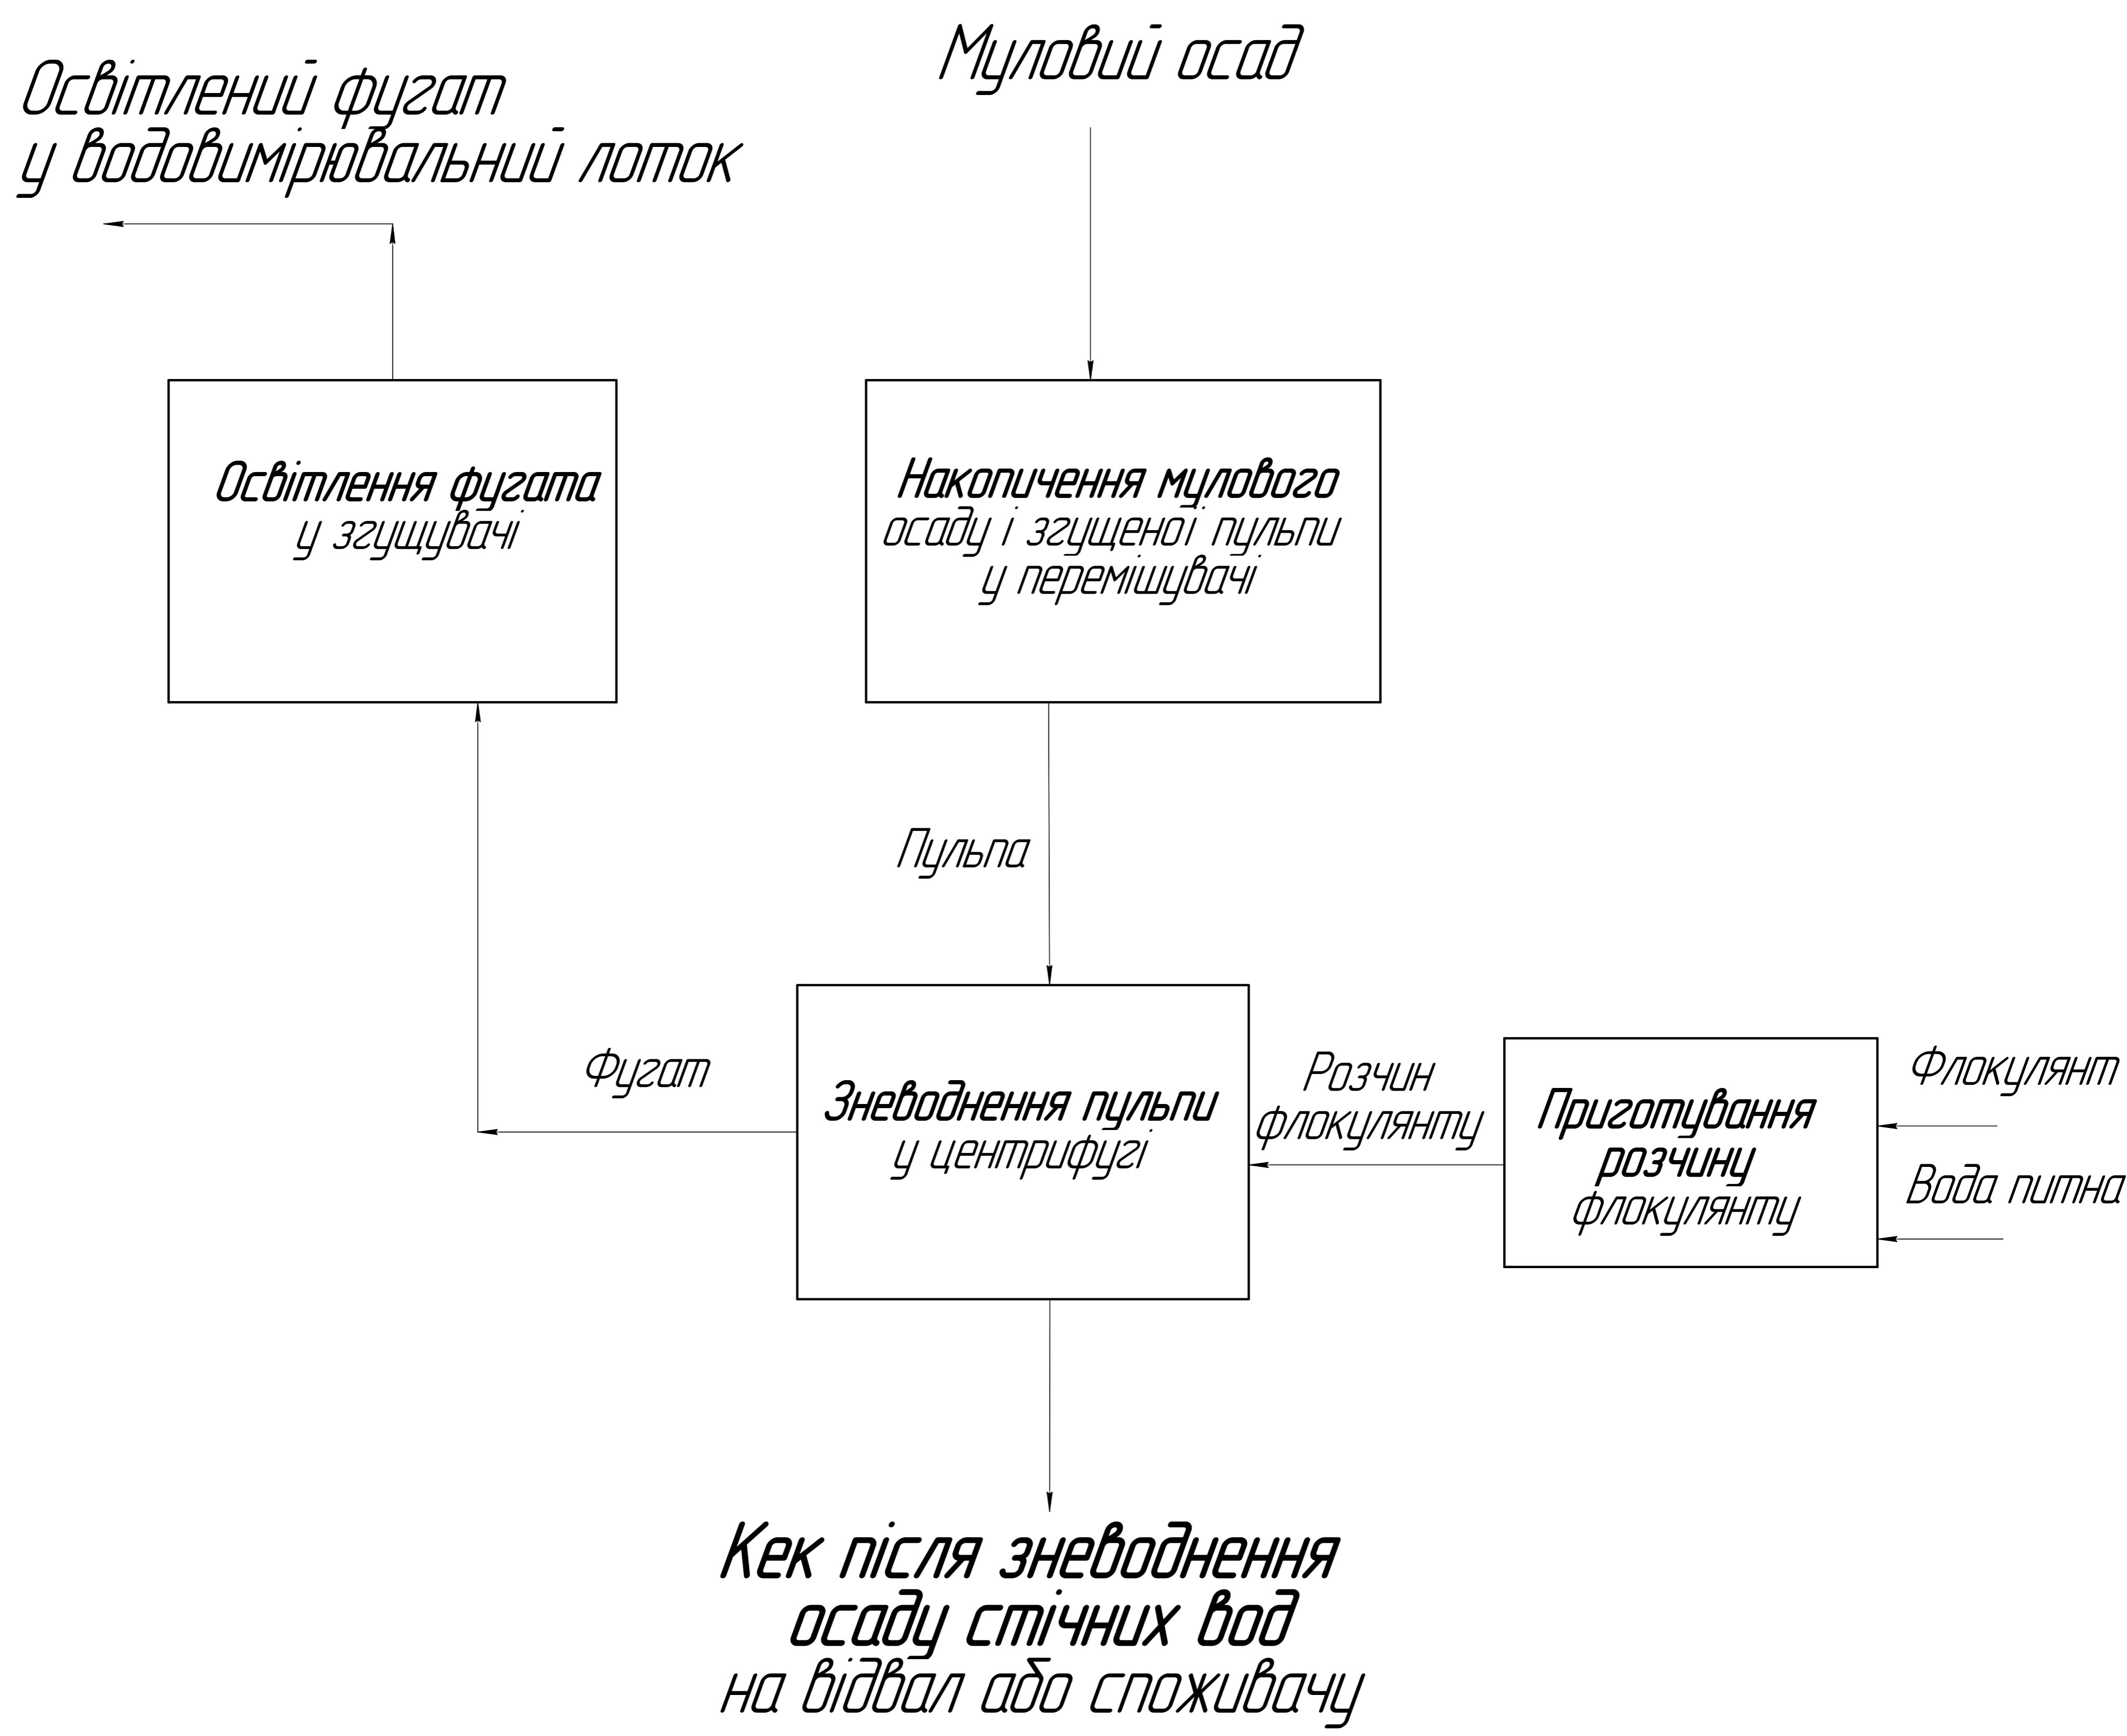 Муловий осад
Освітлений фугат
у водовимірювальний лоток
Освітлення фугата
у згущувачі
Накопичення мулового
осаду і згущеної пульпи
у перемішувачі
Пульпа
Фугат
Зневоднення пульпи
у центрифугі
Розчин
флокулянту
Приготування
розчину
флокулянту
Флокулянт
Вода питна
Кек після зневоднення
осаду стічних вод
на відвал або споживачу